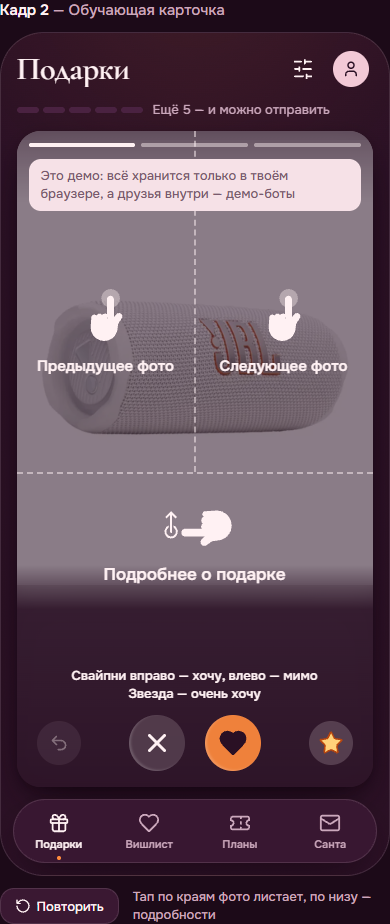 Кадр 2 — Обучающая карточка
Подарки
Ещё 5 — и можно отправить
Это демо: всё хранится только в твоём
браузере, а друзья внутри — демо-боты
JBL
Предыдущее фото
Следующее фото
Подробнее о подарке
Свайпни вправо — хочу, влево — мимо
Звезда — очень хочу
Подарки
Вишлист
Планы
Санта
Повторить
Тап по краям фото листает, по низу —
подробности